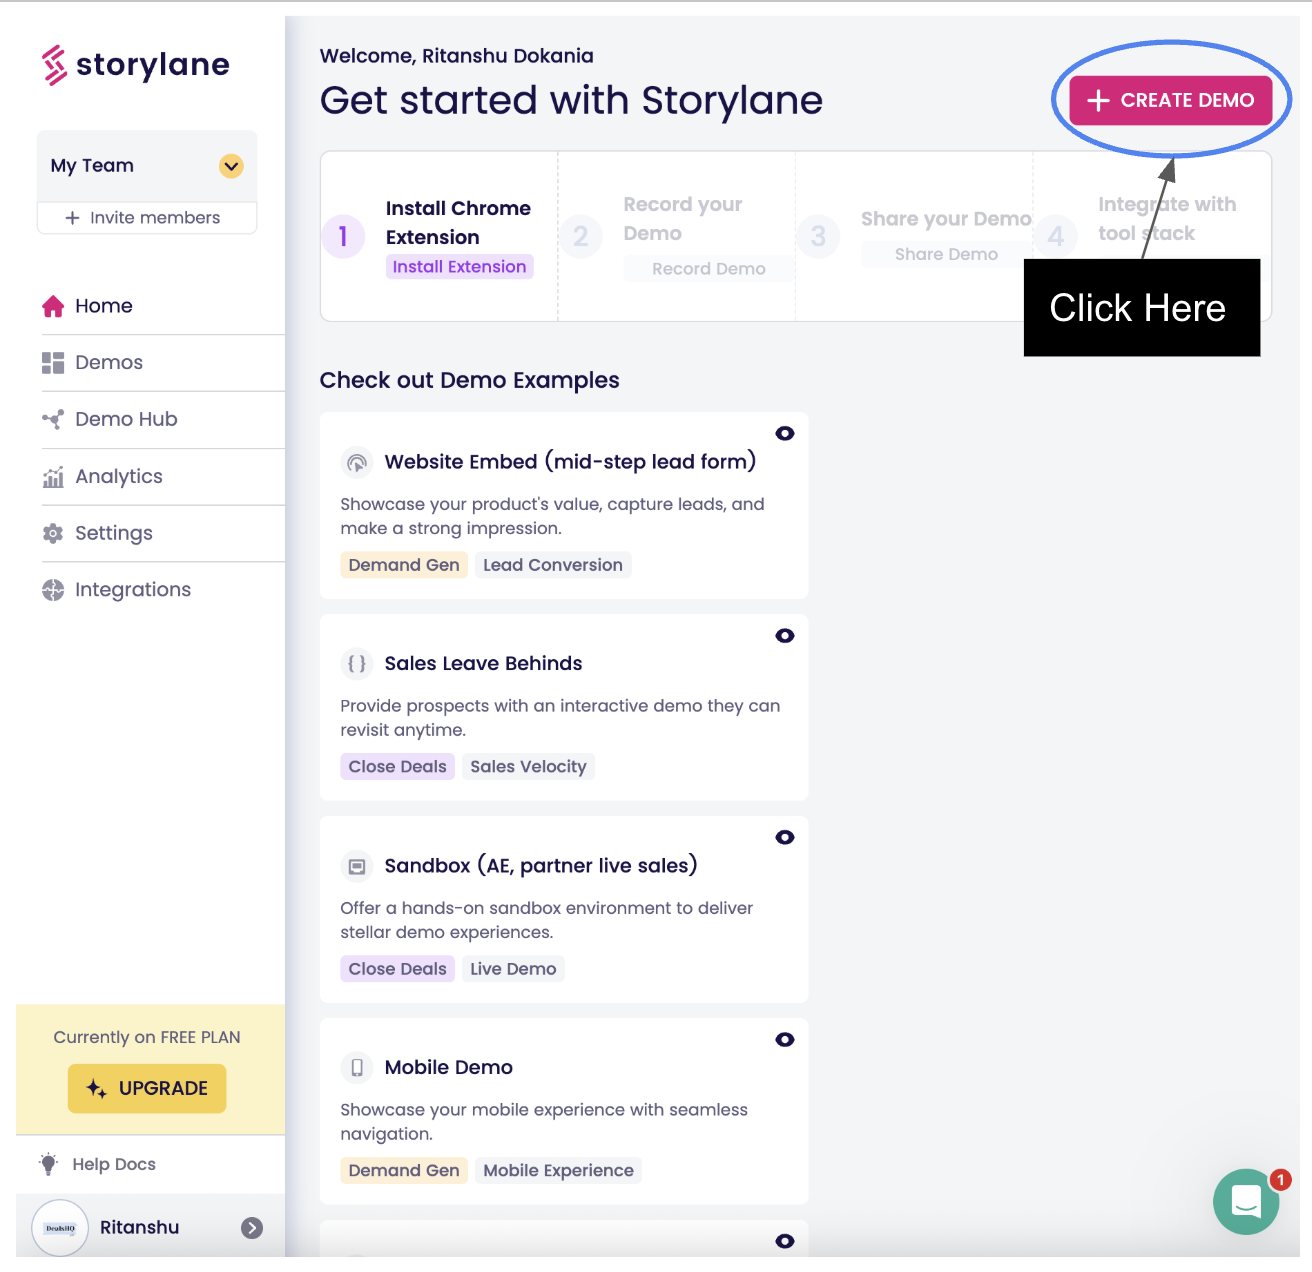 storylane
My Team
+ Invite members
Home
Demos
Demo Hub
Analytics
Settings
Integrations
Currently on FREE PLAN
UPGRADE
Help Docs
DealsHQ
Ritanshu
Welcome, Ritanshu Dokania
Get started with Storylane
+ CREATE DEMO
1
Install Chrome
Extension
Install Extension
2
Record your
Demo
Record Demo
3
Share your Demo
Share Demo
4
Integrate with
tool stack
Click Here
Check out Demo Examples
Website Embed (mid-step lead form)
Showcase your product's value, capture leads, and
make a strong impression.
Demand Gen Lead Conversion
{ } Sales Leave Behinds
Provide prospects with an interactive demo they can
revisit anytime.
Close Deals Sales Velocity
Sandbox (AE, partner live sales)
Offer a hands-on sandbox environment to deliver
stellar demo experiences.
Close Deals Live Demo
Mobile Demo
Showcase your mobile experience with seamless
navigation.
Demand Gen Mobile Experience
1